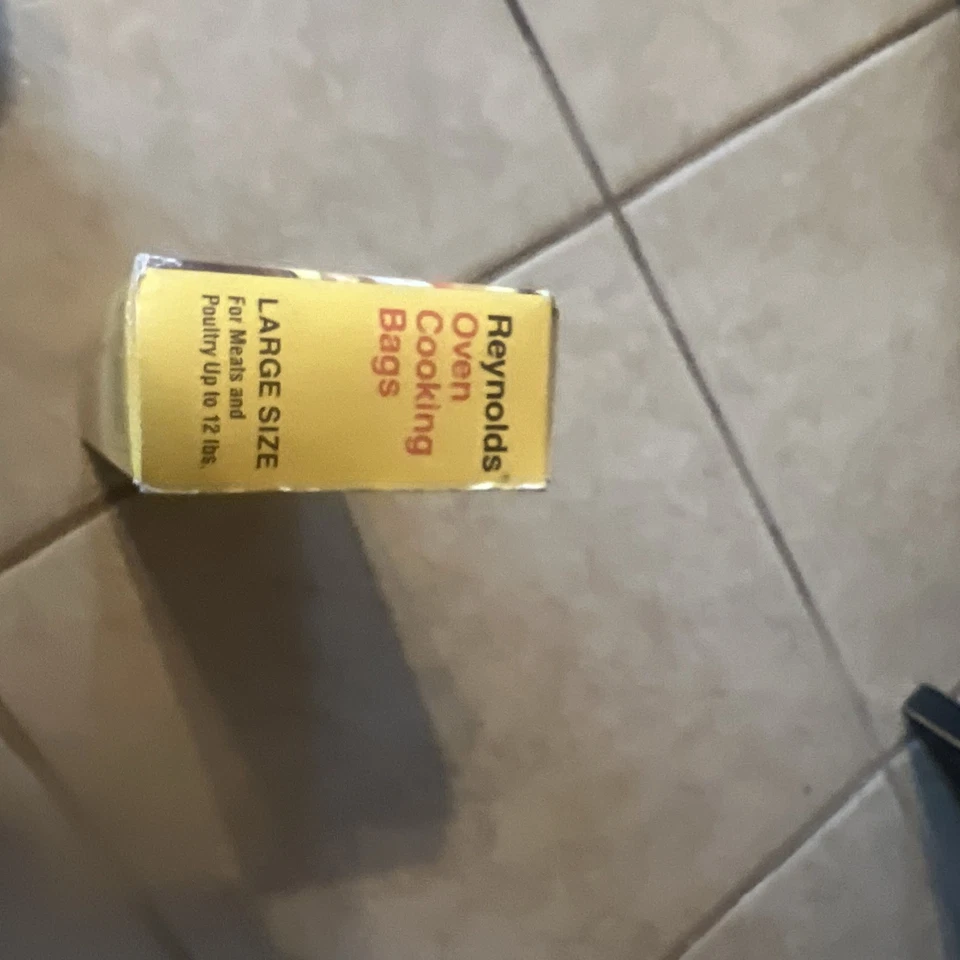 Reynolds®
Oven
Cooking
Bags
LARGE SIZE
For Meats and
Poultry Up to 12 lbs.